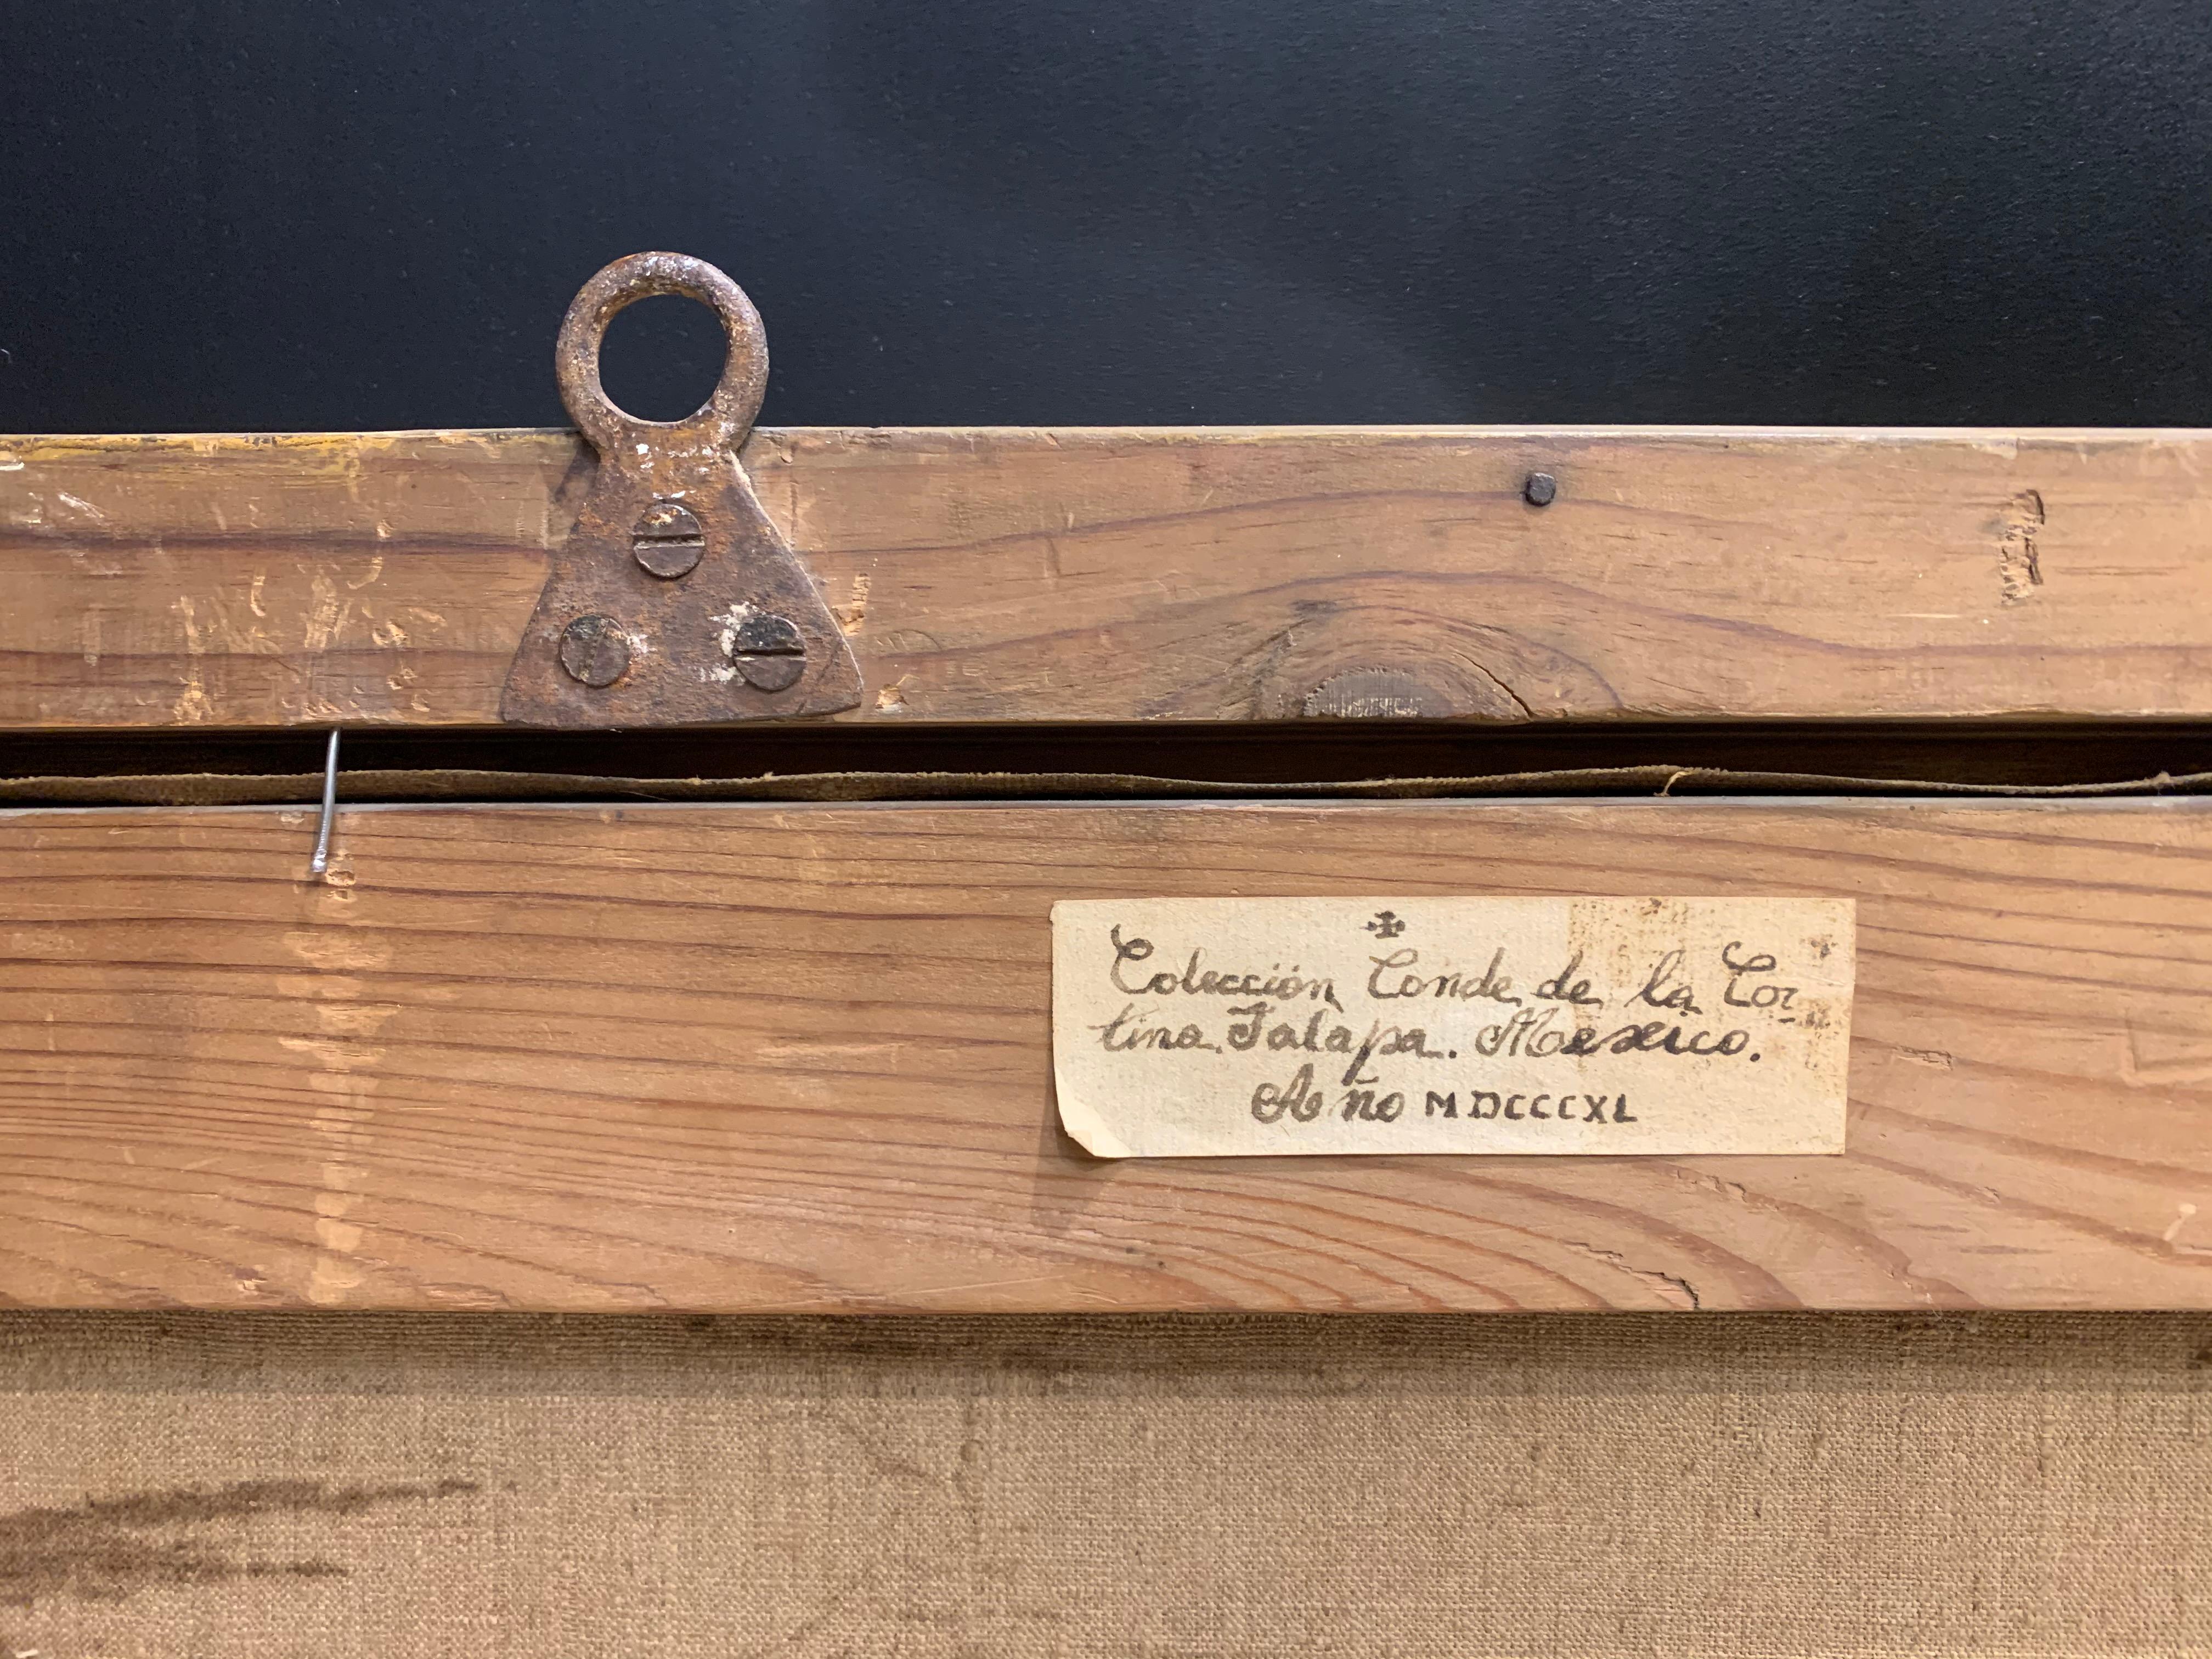 Colección Conde de la Cor-
tina. Jalapa. Mexico.
Año MDCCCXL